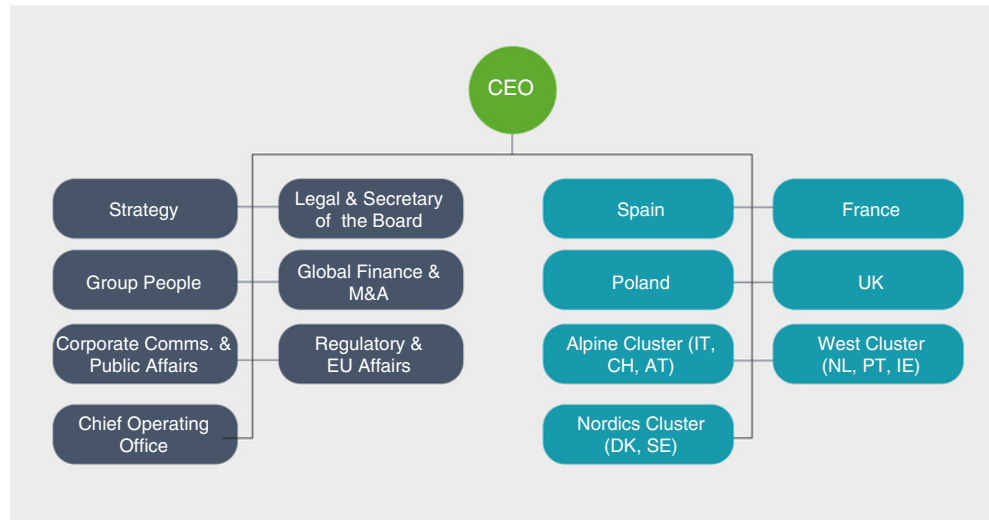 CEO
Strategy
Legal & Secretary
of the Board
Spain
France
Group People
Global Finance &
M&A
Poland
UK
Corporate Comms. &
Public Affairs
Regulatory &
EU Affairs
Alpine Cluster (IT,
CH, AT)
West Cluster
(NL, PT, IE)
Chief Operating
Office
Nordics Cluster
(DK, SE)